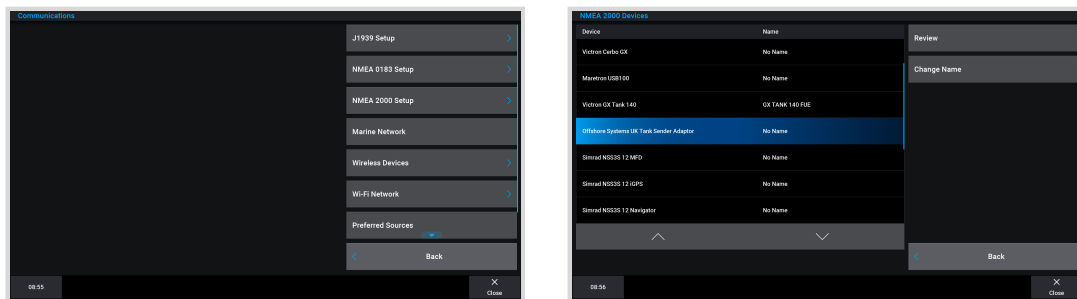 Communications
J1939 Setup
NMEA 0183 Setup
NMEA 2000 Setup
Marine Network
Wireless Devices
Wi-Fi Network
Preferred Sources
Back
08:55
Close
NMEA 2000 Devices
Device Name
Victron Cerbo GX No Name
Maretron USB100 No Name
Victron GX Tank 140 GX TANK 140 FUE
Offshore Systems UK Tank Sender Adaptor No Name
Simrad NSS3S 12 MFD No Name
Simrad NSS3S 12 iGPS No Name
Simrad NSS3S 12 Navigator No Name
Review
Change Name
Back
08:56
Close